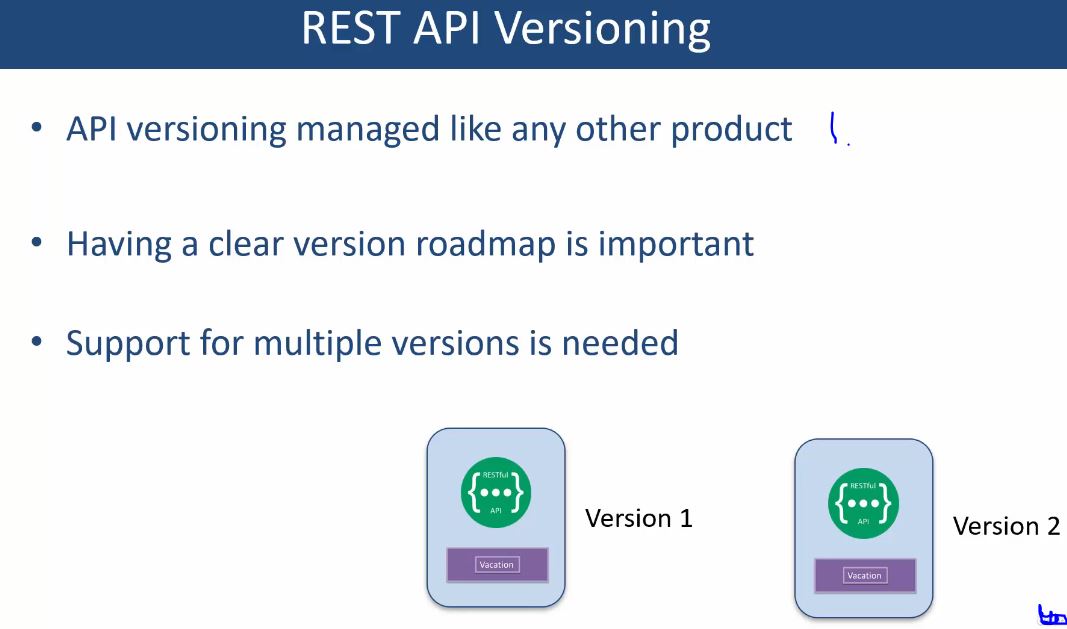 REST API Versioning
• API versioning managed like any other product
• Having a clear version roadmap is important
• Support for multiple versions is needed
RESTful
{•••}
API
Vacation
Version 1
RESTful
{•••}
API
Vacation
Version 2